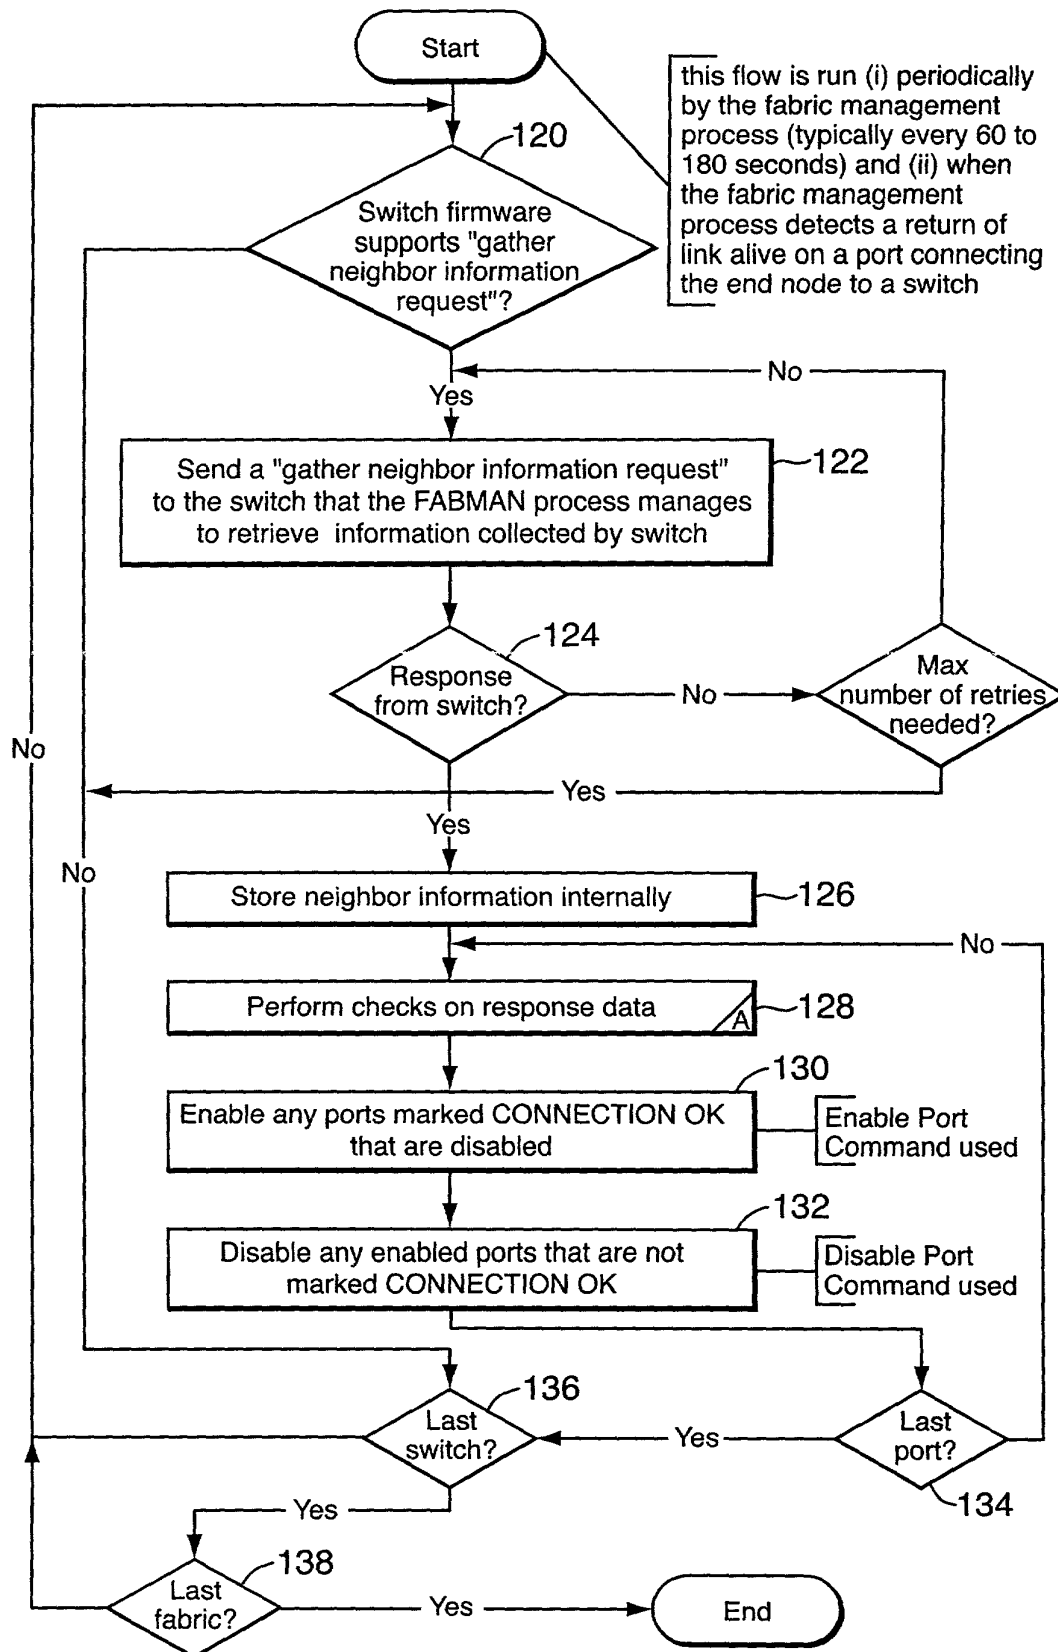 Start
this flow is run (i) periodically
by the fabric management
process (typically every 60 to
180 seconds) and (ii) when
the fabric management
process detects a return of
link alive on a port connecting
the end node to a switch
120
Switch firmware
supports "gather
neighbor information
request"?
No
Yes
Send a "gather neighbor information request"
to the switch that the FABMAN process manages
to retrieve information collected by switch
122
124
Response
from switch?
No
Max
number of retries
needed?
No
Yes
Yes
No
Store neighbor information internally
126
No
Perform checks on response data
A
128
130
Enable any ports marked CONNECTION OK
that are disabled
Enable Port
Command used
132
Disable any enabled ports that are not
marked CONNECTION OK
Disable Port
Command used
136
Last
switch?
Yes
Last
port?
134
Yes
138
Last
fabric?
Yes
End